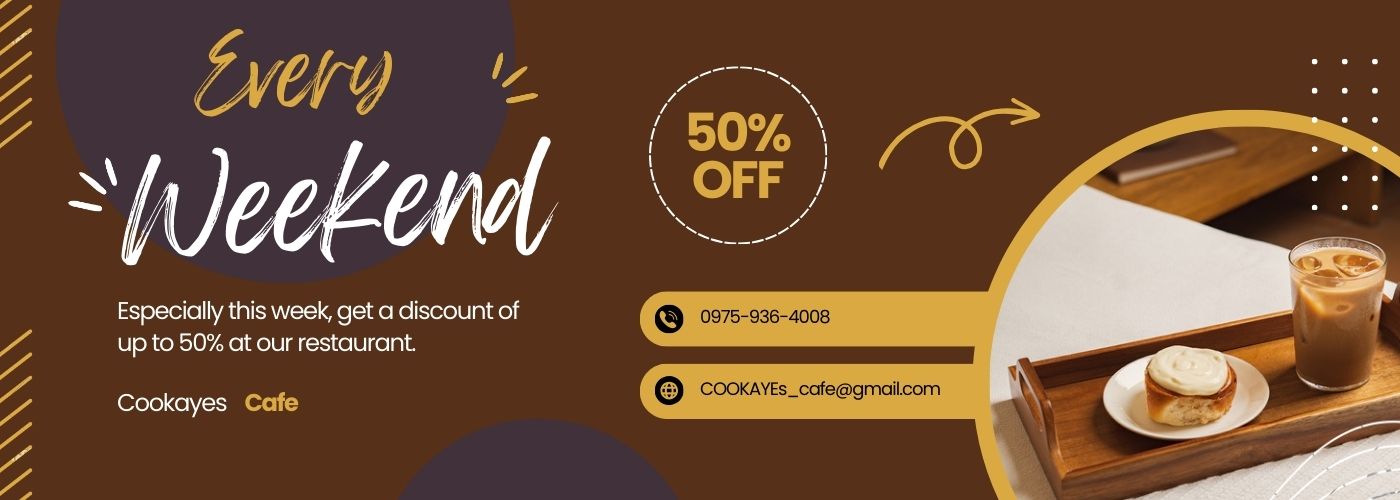 Every
Weekend
Especially this week, get a discount of
up to 50% at our restaurant.
Cookayes Cafe
50%
OFF
0975-936-4008
COOKAYEs_cafe@gmail.com